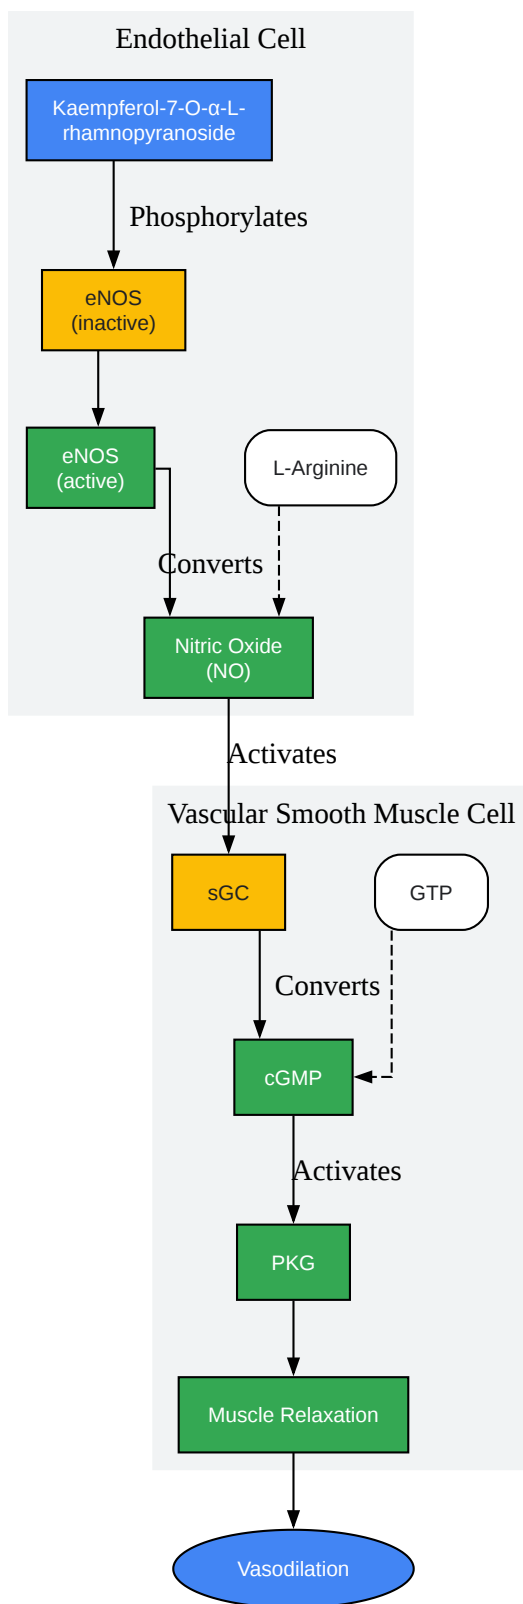 Endothelial Cell
Kaempferol-7-O-α-L-
rhamnopyranoside
Phosphorylates
eNOS
(inactive)
eNOS
(active)
L-Arginine
Converts
Nitric Oxide
(NO)
Activates
Vascular Smooth Muscle Cell
sGC
GTP
Converts
cGMP
Activates
PKG
Muscle Relaxation
Vasodilation